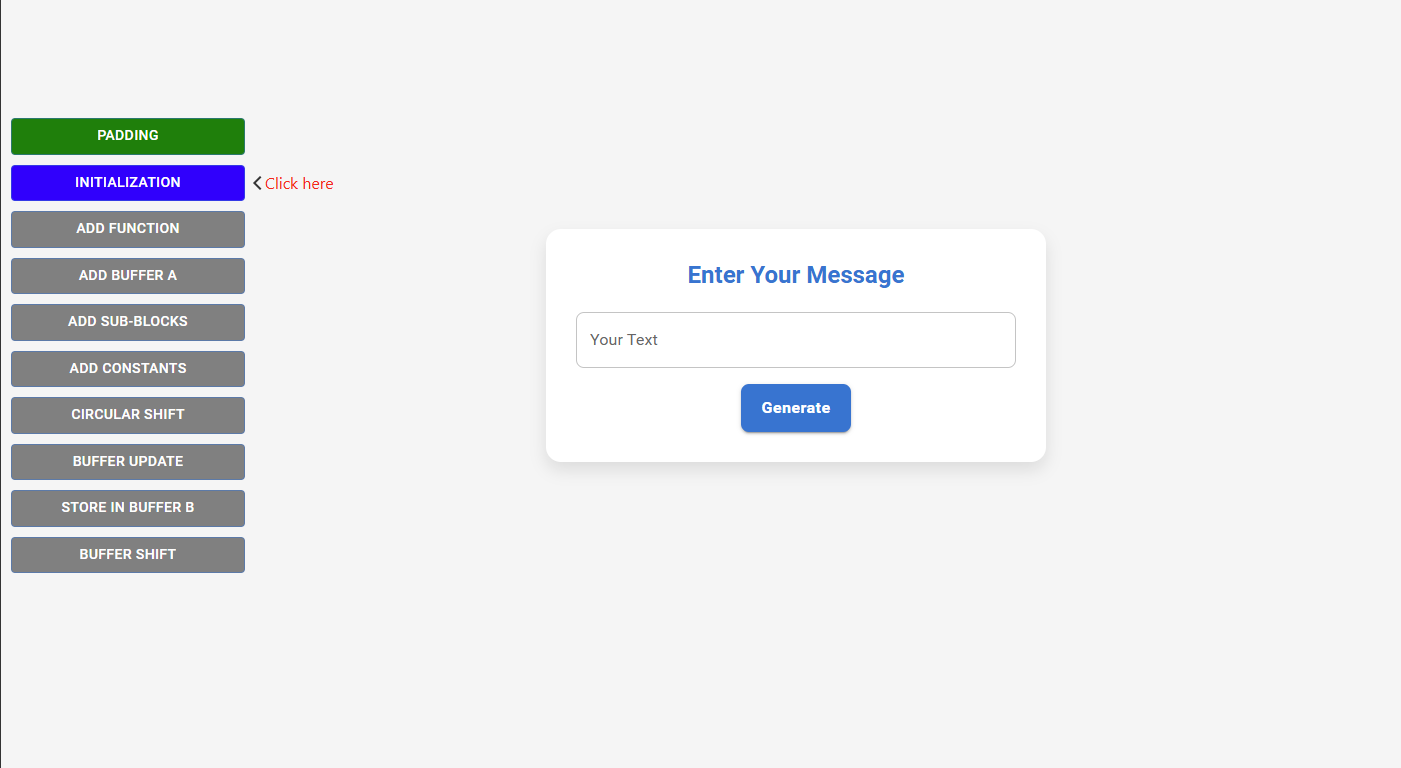 PADDING
INITIALIZATION
Click here
ADD FUNCTION
ADD BUFFER A
ADD SUB-BLOCKS
ADD CONSTANTS
CIRCULAR SHIFT
BUFFER UPDATE
STORE IN BUFFER B
BUFFER SHIFT
Enter Your Message
Your Text
Generate